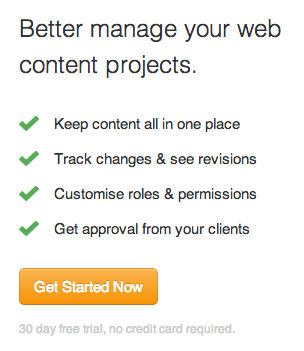 Better manage your web
content projects.
Keep content all in one place
Track changes & see revisions
Customise roles & permissions
Get approval from your clients
Get Started Now
30 day free trial, no credit card required.